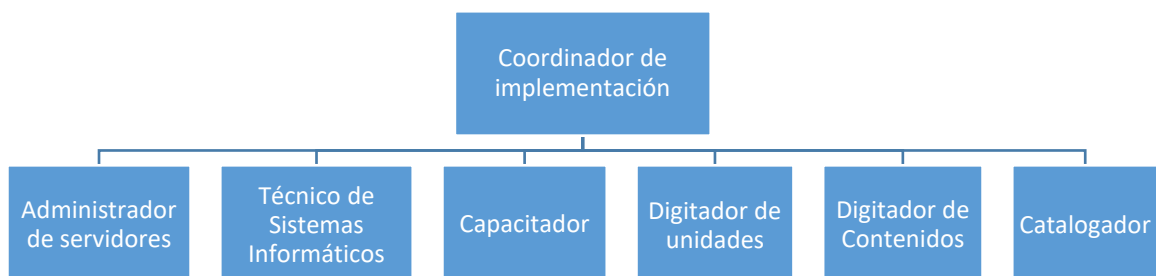 Coordinador de
implementación
Administrador
de servidores
Técnico de
Sistemas
Informáticos
Capacitador
Digitador de
unidades
Digitador de
Contenidos
Catalogador